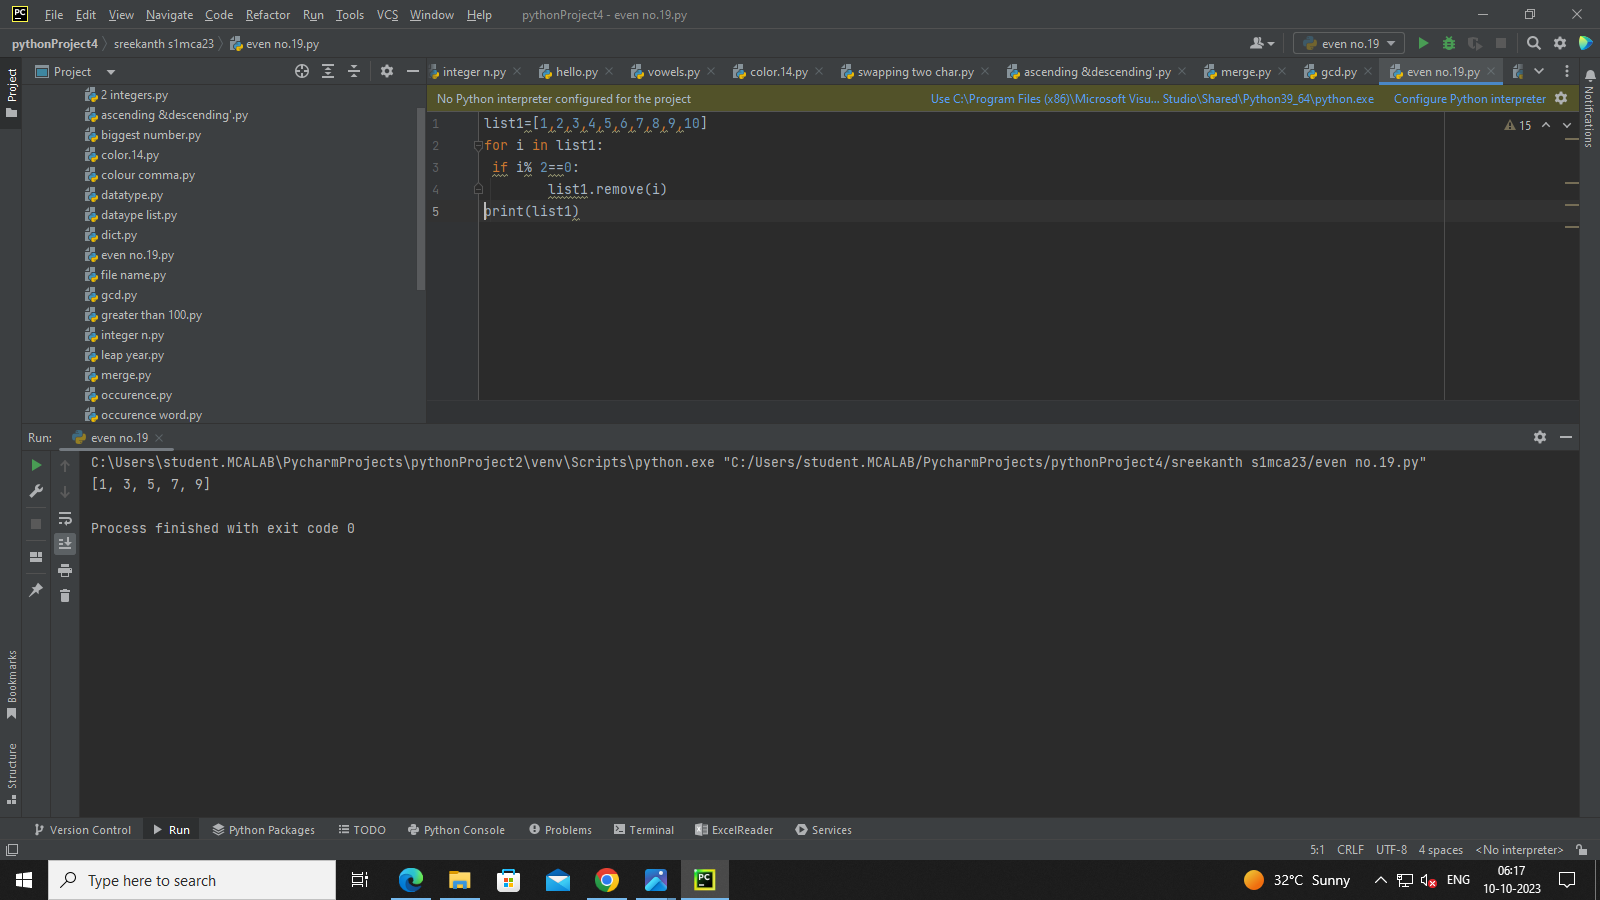 PC File Edit View Navigate Code Refactor Run Tools VCS Window Help pythonProject4 - even no.19.py
pythonProject4 sreekanth s1mca23 even no.19.py even no.19
Project Project integer n.py hello.py vowels.py color.14.py swapping two char.py ascending &descending'.py merge.py gcd.py even no.19.py
No Python interpreter configured for the project Use C:\Program Files (x86)\Microsoft Visu... Studio\Shared\Python39_64\python.exe Configure Python interpreter
Notifications
2 integers.py
ascending &descending'.py
biggest number.py
color.14.py
colour comma.py
datatype.py
dataype list.py
dict.py
even no.19.py
file name.py
gcd.py
greater than 100.py
integer n.py
leap year.py
merge.py
occurence.py
occurence word.py
1 list1=[1,2,3,4,5,6,7,8,9,10] 15
2 for i in list1:
3 if i% 2==0:
4 list1.remove(i)
5 print(list1)
Run: even no.19
C:\Users\student.MCALAB\PycharmProjects\pythonProject2\venv\Scripts\python.exe "C:/Users/student.MCALAB/PycharmProjects/pythonProject4/sreekanth s1mca23/even no.19.py"
[1, 3, 5, 7, 9]
Process finished with exit code 0
Bookmarks
Structure
Version Control Run Python Packages TODO Python Console Problems Terminal ExcelReader Services
5:1 CRLF UTF-8 4 spaces <No interpreter>
Type here to search PC 32°C Sunny ENG 06:17
10-10-2023